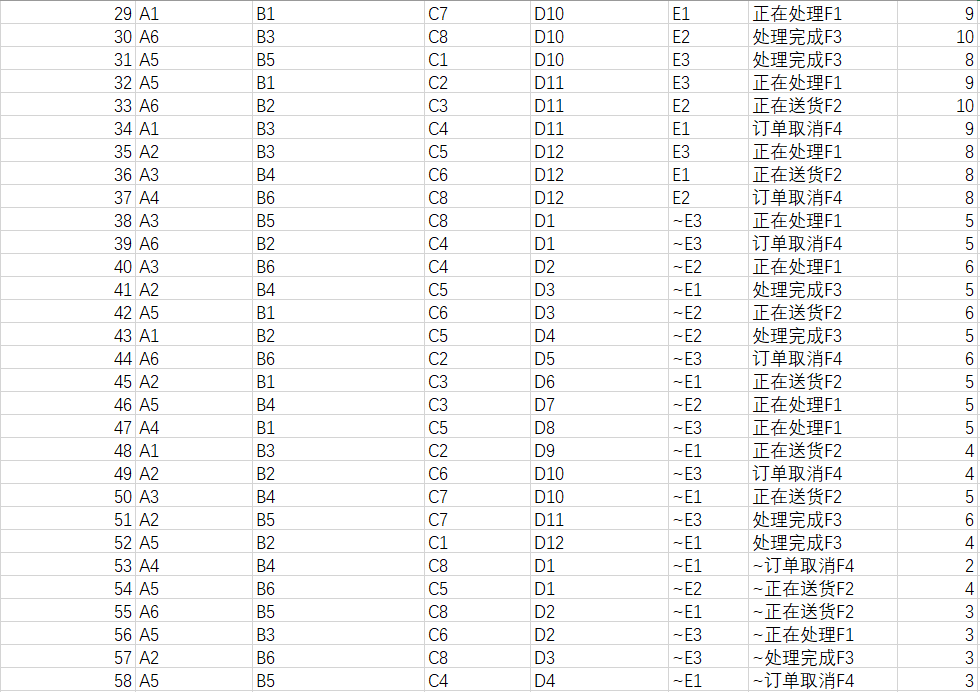 29 A1 B1 C7 D10 E1 正在处理F1 9
30 A6 B3 C8 D10 E2 处理完成F3 10
31 A5 B5 C1 D10 E3 处理完成F3 8
32 A5 B1 C2 D11 E3 正在处理F1 9
33 A6 B2 C3 D11 E2 正在送货F2 10
34 A1 B3 C4 D11 E1 订单取消F4 9
35 A2 B3 C5 D12 E3 正在处理F1 8
36 A3 B4 C6 D12 E1 正在送货F2 8
37 A4 B6 C8 D12 E2 订单取消F4 8
38 A3 B5 C8 D1 ~E3 正在处理F1 5
39 A6 B2 C4 D1 ~E3 订单取消F4 5
40 A3 B6 C4 D2 ~E2 正在处理F1 6
41 A2 B4 C5 D3 ~E1 处理完成F3 5
42 A5 B1 C6 D3 ~E2 正在送货F2 6
43 A1 B2 C5 D4 ~E2 处理完成F3 5
44 A6 B6 C2 D5 ~E3 订单取消F4 6
45 A2 B1 C3 D6 ~E1 正在送货F2 5
46 A5 B4 C3 D7 ~E2 正在处理F1 5
47 A4 B1 C5 D8 ~E3 正在处理F1 5
48 A1 B3 C2 D9 ~E1 正在送货F2 4
49 A2 B2 C6 D10 ~E3 订单取消F4 4
50 A3 B4 C7 D10 ~E1 正在送货F2 5
51 A2 B5 C7 D11 ~E3 处理完成F3 6
52 A5 B2 C1 D12 ~E1 处理完成F3 4
53 A4 B4 C8 D1 ~E1 ~订单取消F4 2
54 A5 B6 C5 D1 ~E2 ~正在送货F2 4
55 A6 B5 C8 D2 ~E1 ~正在送货F2 3
56 A5 B3 C6 D2 ~E3 ~正在处理F1 3
57 A2 B6 C8 D3 ~E3 ~处理完成F3 3
58 A5 B5 C4 D4 ~E1 ~订单取消F4 3